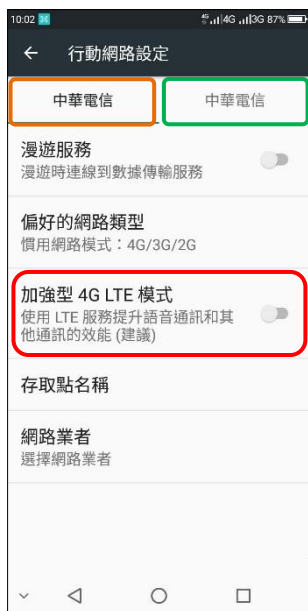 10:02 4G 4G 3G 87%
行動網路設定
中華電信 中華電信
漫遊服務
漫遊時連線到數據傳輸服務
偏好的網路類型
慣用網路模式：4G/3G/2G
加強型 4G LTE 模式
使用 LTE 服務提升語音通訊和其
他通訊的效能 (建議)
存取點名稱
網路業者
選擇網路業者